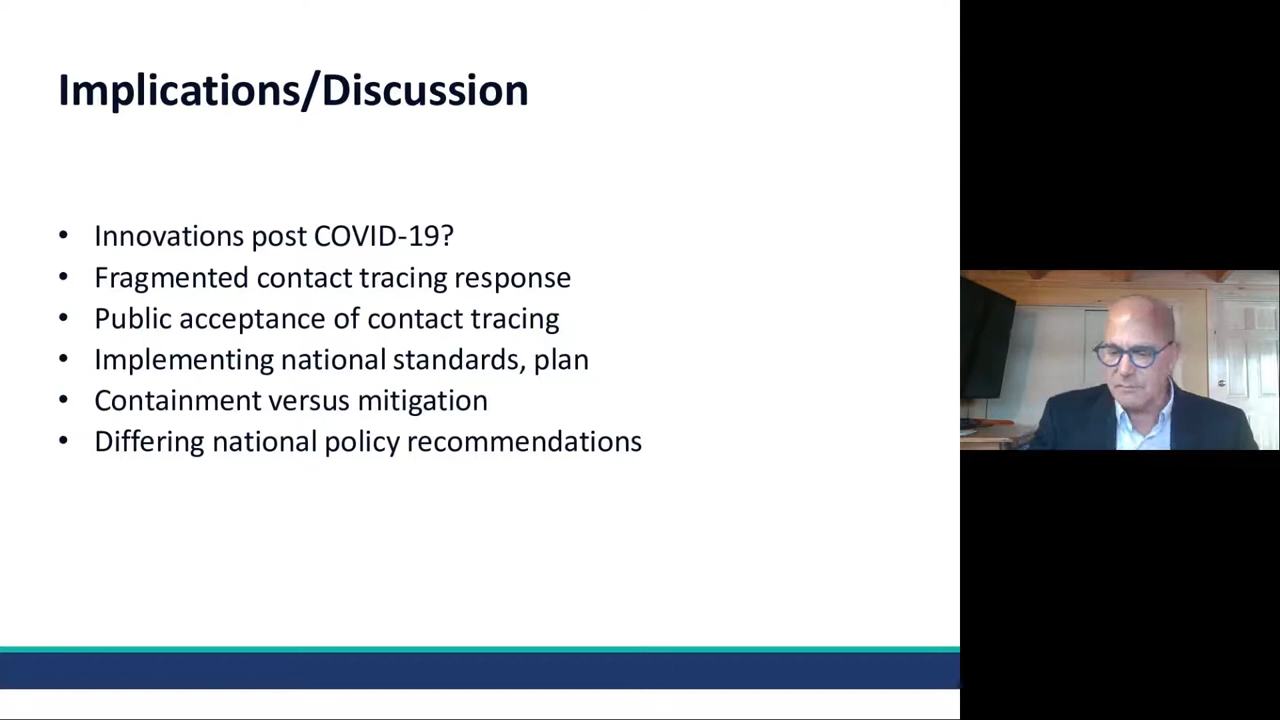 Implications/Discussion
• Innovations post COVID-19?
• Fragmented contact tracing response
• Public acceptance of contact tracing
• Implementing national standards, plan
• Containment versus mitigation
• Differing national policy recommendations